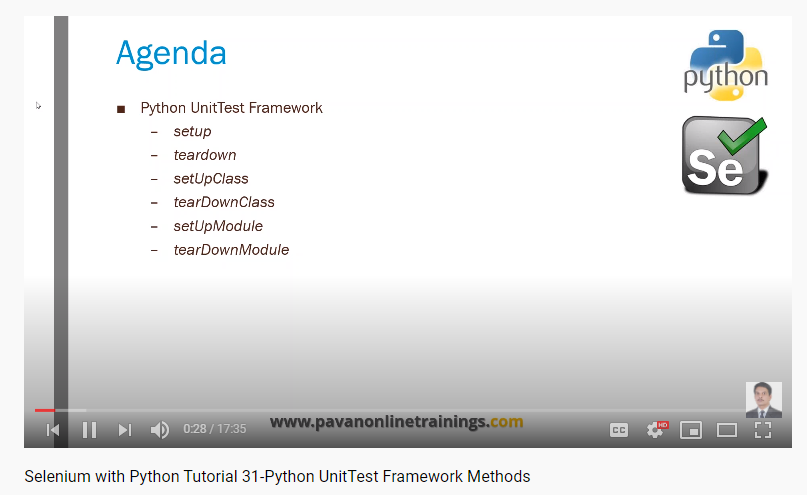 Agenda
python
■ Python UnitTest Framework
– setup
– teardown
– setUpClass
– tearDownClass
– setUpModule
– tearDownModule
Se
www.pavanonlinetrainings.com
0:28 / 17:35
CC
HD
Selenium with Python Tutorial 31-Python UnitTest Framework Methods